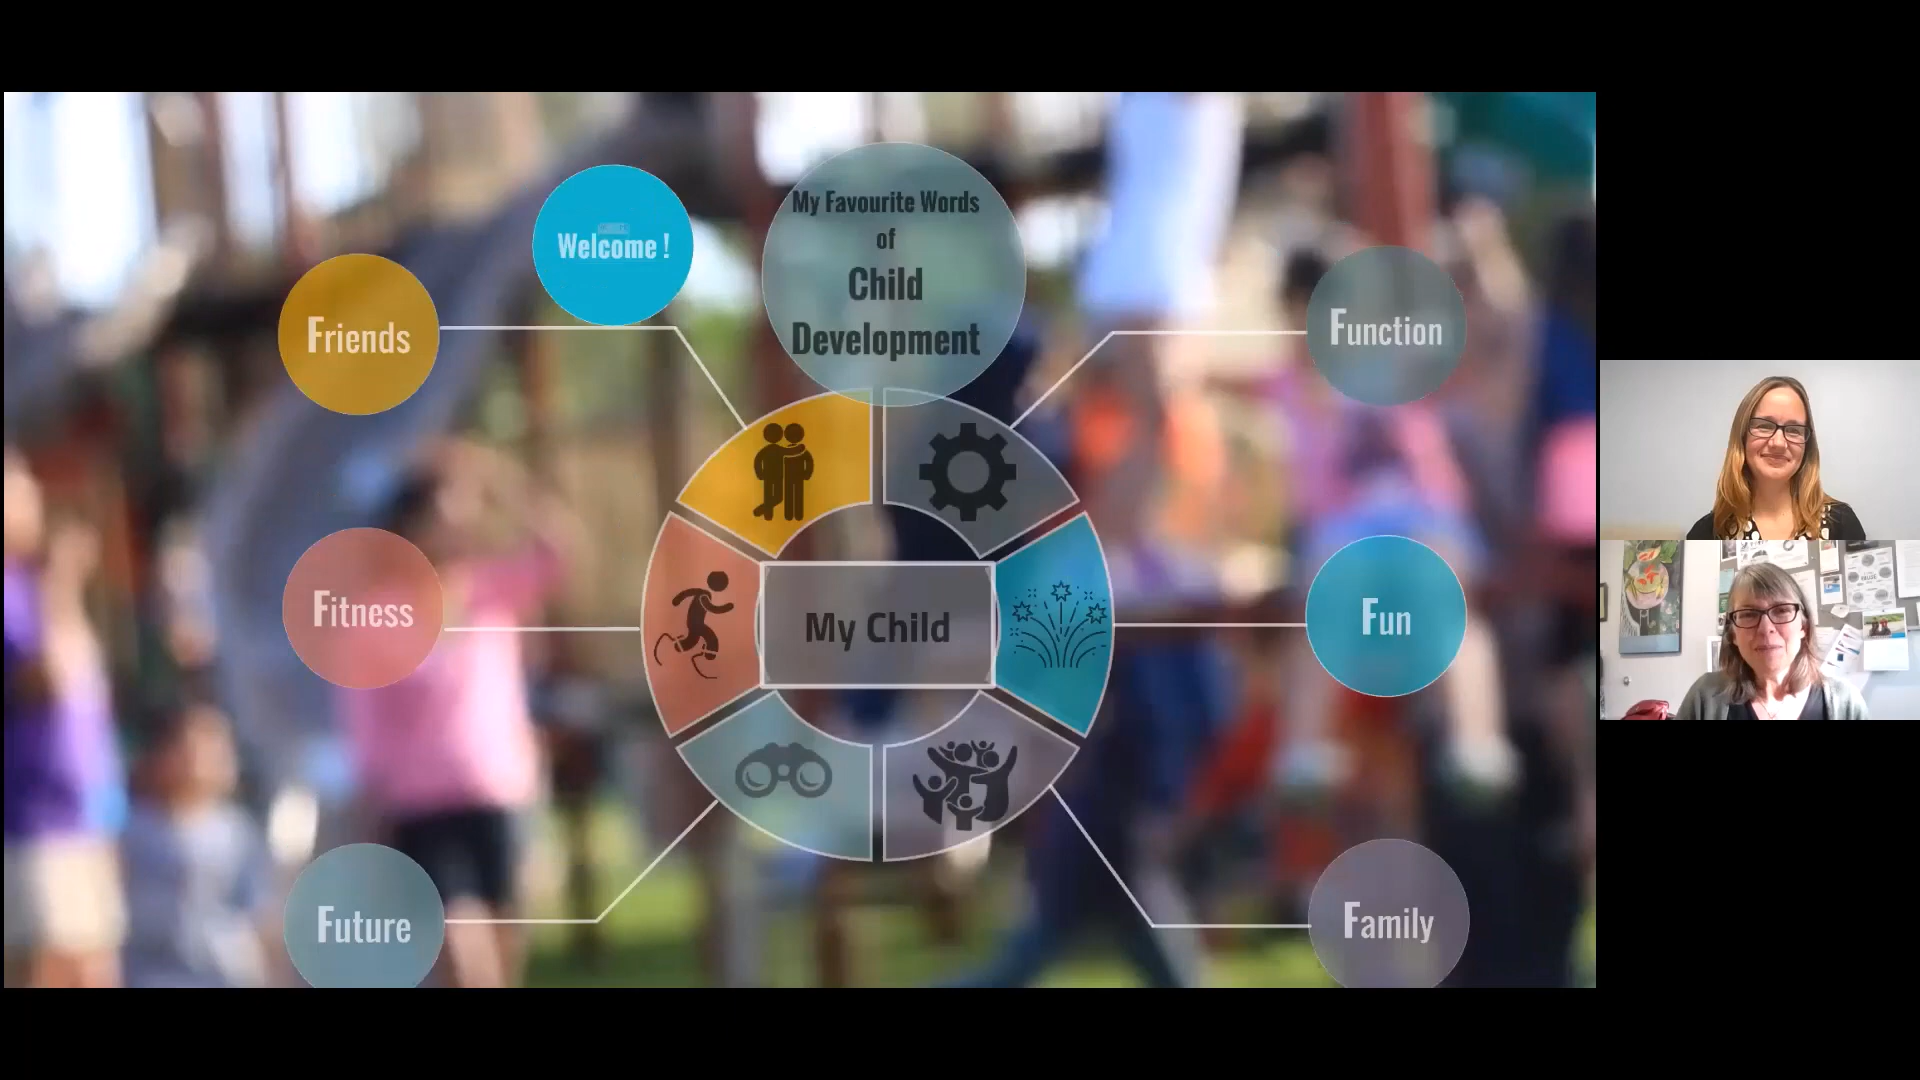 My Favourite Words
of
Child
Development
Welcome !
Friends
Function
Fitness
My Child
Fun
Future
Family